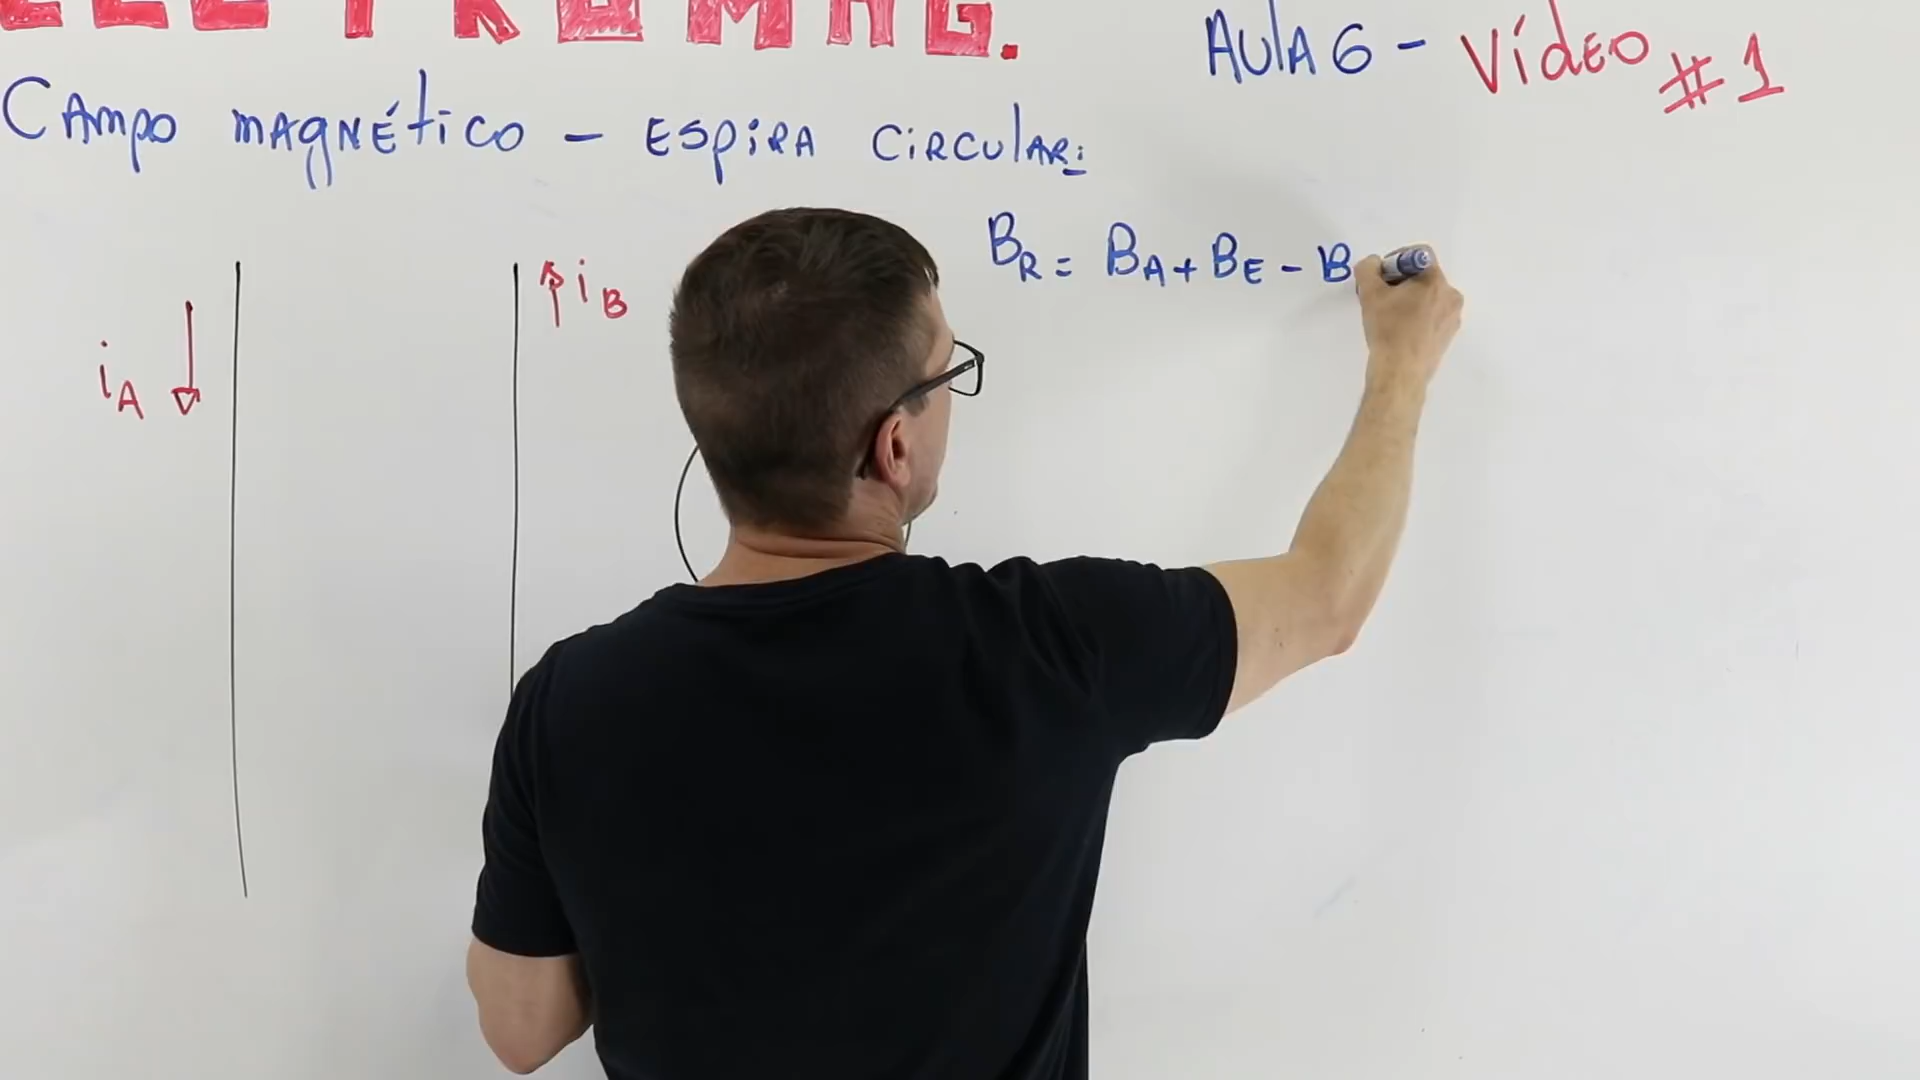 ELETROMAG.
AULA 6 - Vídeo #1
CAMPO MAGNÉTICO - ESPIRA CIRCULAR:
BR = BA + BE - B
iB
iA